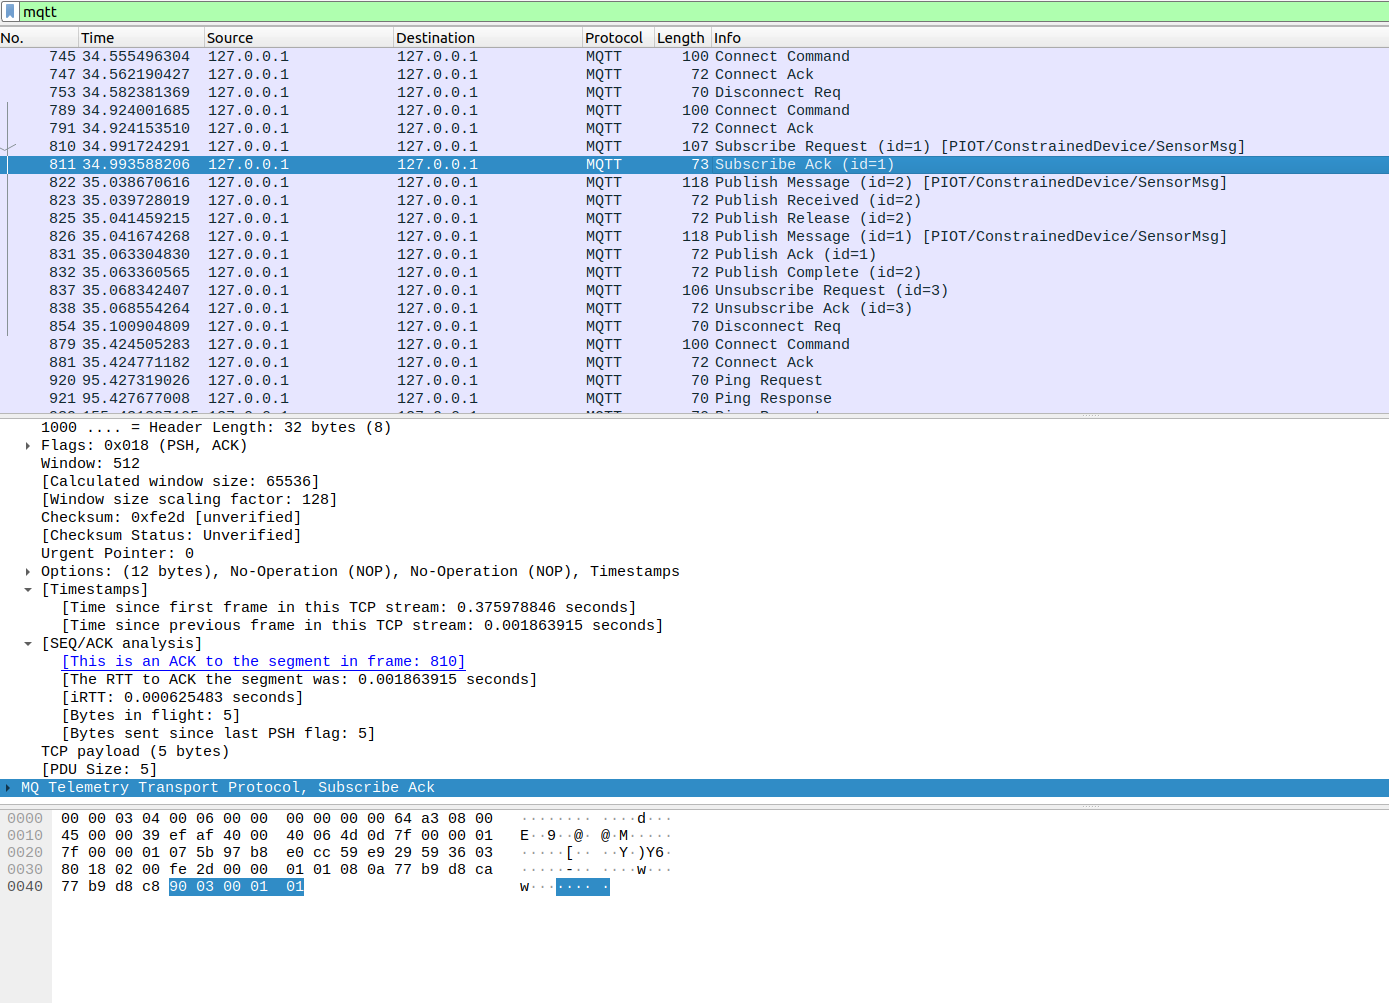 mqtt
No. Time Source Destination Protocol Length Info
745 34.555496304 127.0.0.1 127.0.0.1 MQTT 100 Connect Command
747 34.562190427 127.0.0.1 127.0.0.1 MQTT 72 Connect Ack
753 34.582381369 127.0.0.1 127.0.0.1 MQTT 70 Disconnect Req
789 34.924001685 127.0.0.1 127.0.0.1 MQTT 100 Connect Command
791 34.924153510 127.0.0.1 127.0.0.1 MQTT 72 Connect Ack
810 34.991724291 127.0.0.1 127.0.0.1 MQTT 107 Subscribe Request (id=1) [PIOT/ConstrainedDevice/SensorMsg]
811 34.993588206 127.0.0.1 127.0.0.1 MQTT 73 Subscribe Ack (id=1)
822 35.038670616 127.0.0.1 127.0.0.1 MQTT 118 Publish Message (id=2) [PIOT/ConstrainedDevice/SensorMsg]
823 35.039728019 127.0.0.1 127.0.0.1 MQTT 72 Publish Received (id=2)
825 35.041459215 127.0.0.1 127.0.0.1 MQTT 72 Publish Release (id=2)
826 35.041674268 127.0.0.1 127.0.0.1 MQTT 118 Publish Message (id=1) [PIOT/ConstrainedDevice/SensorMsg]
831 35.063304830 127.0.0.1 127.0.0.1 MQTT 72 Publish Ack (id=1)
832 35.063360565 127.0.0.1 127.0.0.1 MQTT 72 Publish Complete (id=2)
837 35.068342407 127.0.0.1 127.0.0.1 MQTT 106 Unsubscribe Request (id=3)
838 35.068554264 127.0.0.1 127.0.0.1 MQTT 72 Unsubscribe Ack (id=3)
854 35.100904809 127.0.0.1 127.0.0.1 MQTT 70 Disconnect Req
879 35.424505283 127.0.0.1 127.0.0.1 MQTT 100 Connect Command
881 35.424771182 127.0.0.1 127.0.0.1 MQTT 72 Connect Ack
920 95.427319026 127.0.0.1 127.0.0.1 MQTT 70 Ping Request
921 95.427677008 127.0.0.1 127.0.0.1 MQTT 70 Ping Response
1000 .... = Header Length: 32 bytes (8)
Flags: 0x018 (PSH, ACK)
Window: 512
[Calculated window size: 65536]
[Window size scaling factor: 128]
Checksum: 0xfe2d [unverified]
[Checksum Status: Unverified]
Urgent Pointer: 0
Options: (12 bytes), No-Operation (NOP), No-Operation (NOP), Timestamps
[Timestamps]
[Time since first frame in this TCP stream: 0.375978846 seconds]
[Time since previous frame in this TCP stream: 0.001863915 seconds]
[SEQ/ACK analysis]
[This is an ACK to the segment in frame: 810]
[The RTT to ACK the segment was: 0.001863915 seconds]
[iRTT: 0.000625483 seconds]
[Bytes in flight: 5]
[Bytes sent since last PSH flag: 5]
TCP payload (5 bytes)
[PDU Size: 5]
MQ Telemetry Transport Protocol, Subscribe Ack
0000 00 00 03 04 00 06 00 00 00 00 00 00 64 a3 08 00 ········ ····d···
0010 45 00 00 39 ef af 40 00 40 06 4d 0d 7f 00 00 01 E··9··@· @·M·····
0020 7f 00 00 01 07 5b 97 b8 e0 cc 59 e9 29 59 36 03 ·····[·· ··Y·)Y6·
0030 80 18 02 00 fe 2d 00 00 01 01 08 0a 77 b9 d8 ca ·····-·· ····w···
0040 77 b9 d8 c8 90 03 00 01 01 w······· ·